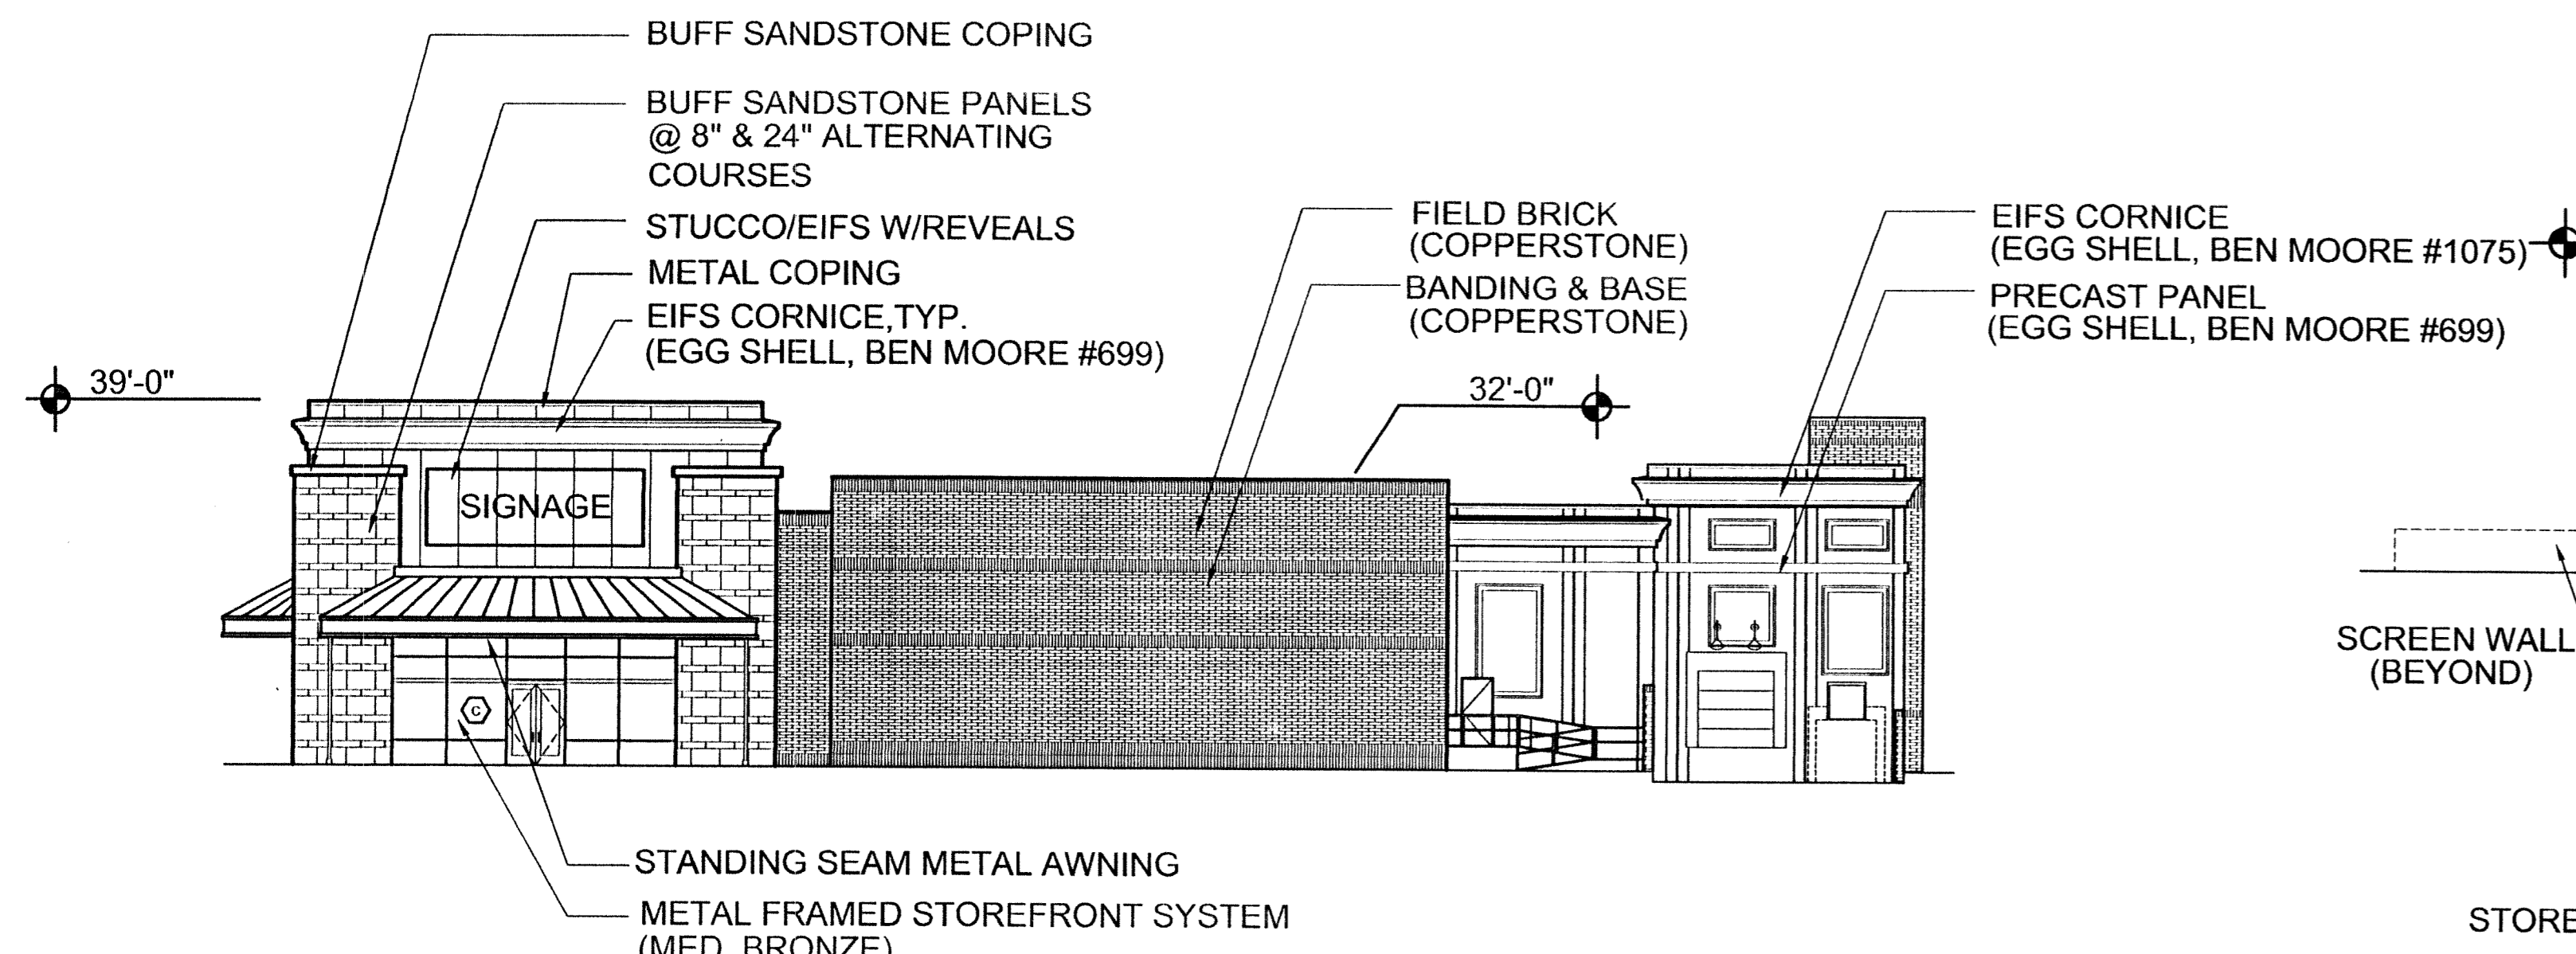 BUFF SANDSTONE COPING
BUFF SANDSTONE PANELS
@ 8" & 24" ALTERNATING
COURSES
STUCCO/EIFS W/REVEALS
METAL COPING
EIFS CORNICE,TYP.
(EGG SHELL, BEN MOORE #699)
39'-0"
FIELD BRICK
(COPPERSTONE)
BANDING & BASE
(COPPERSTONE)
32'-0"
EIFS CORNICE
(EGG SHELL, BEN MOORE #1075)
PRECAST PANEL
(EGG SHELL, BEN MOORE #699)
SIGNAGE
G
SCREEN WALL
(BEYOND)
STANDING SEAM METAL AWNING
METAL FRAMED STOREFRONT SYSTEM
(MED. BRONZE)
STORE